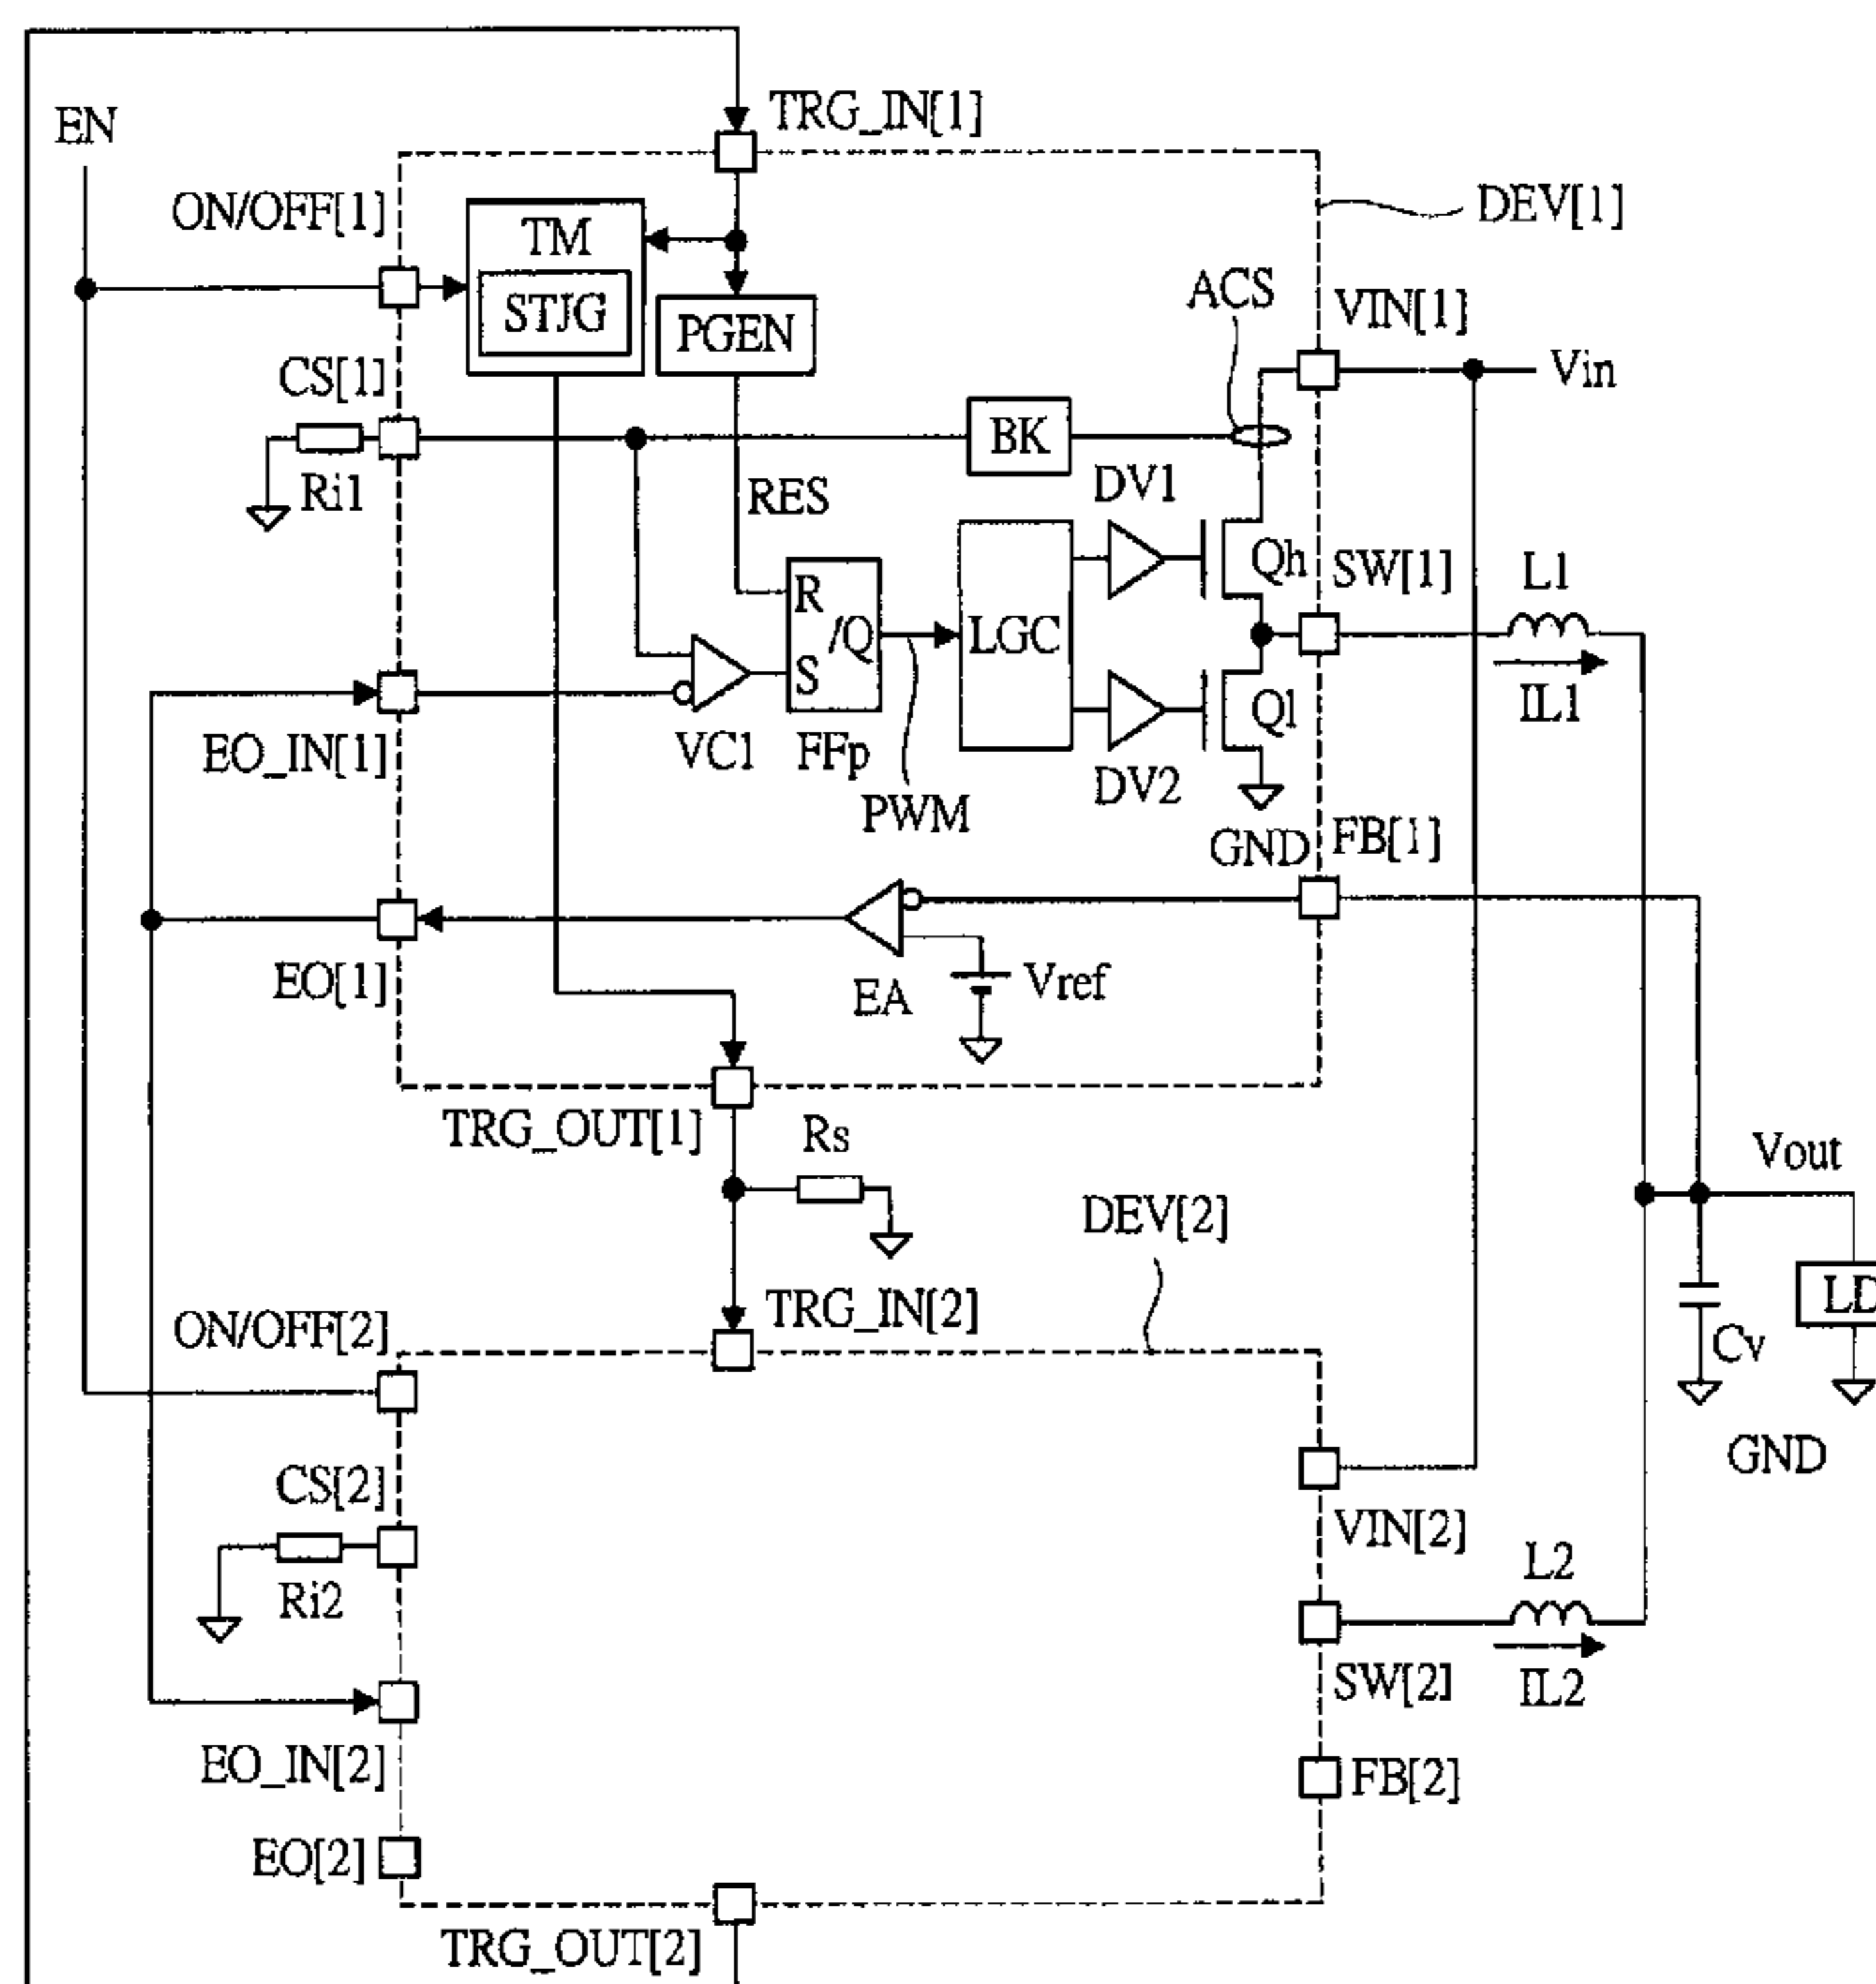 TRG_IN[1]
EN
ON/OFF[1]
DEV[1]
TM
STJG
PGEN
ACS
VIN[1]
Vin
CS[1]
BK
Ri1
RES
DV1
Qh
SW[1]
L1
R
/Q
S
LGC
IL1
Ql
EO_IN[1]
VC1
FFp
DV2
PWM
GND
FB[1]
EO[1]
EA
Vref
TRG_OUT[1]
Rs
Vout
DEV[2]
LD
TRG_IN[2]
ON/OFF[2]
Cv
GND
CS[2]
VIN[2]
L2
Ri2
SW[2]
IL2
EO_IN[2]
FB[2]
EO[2]
TRG_OUT[2]